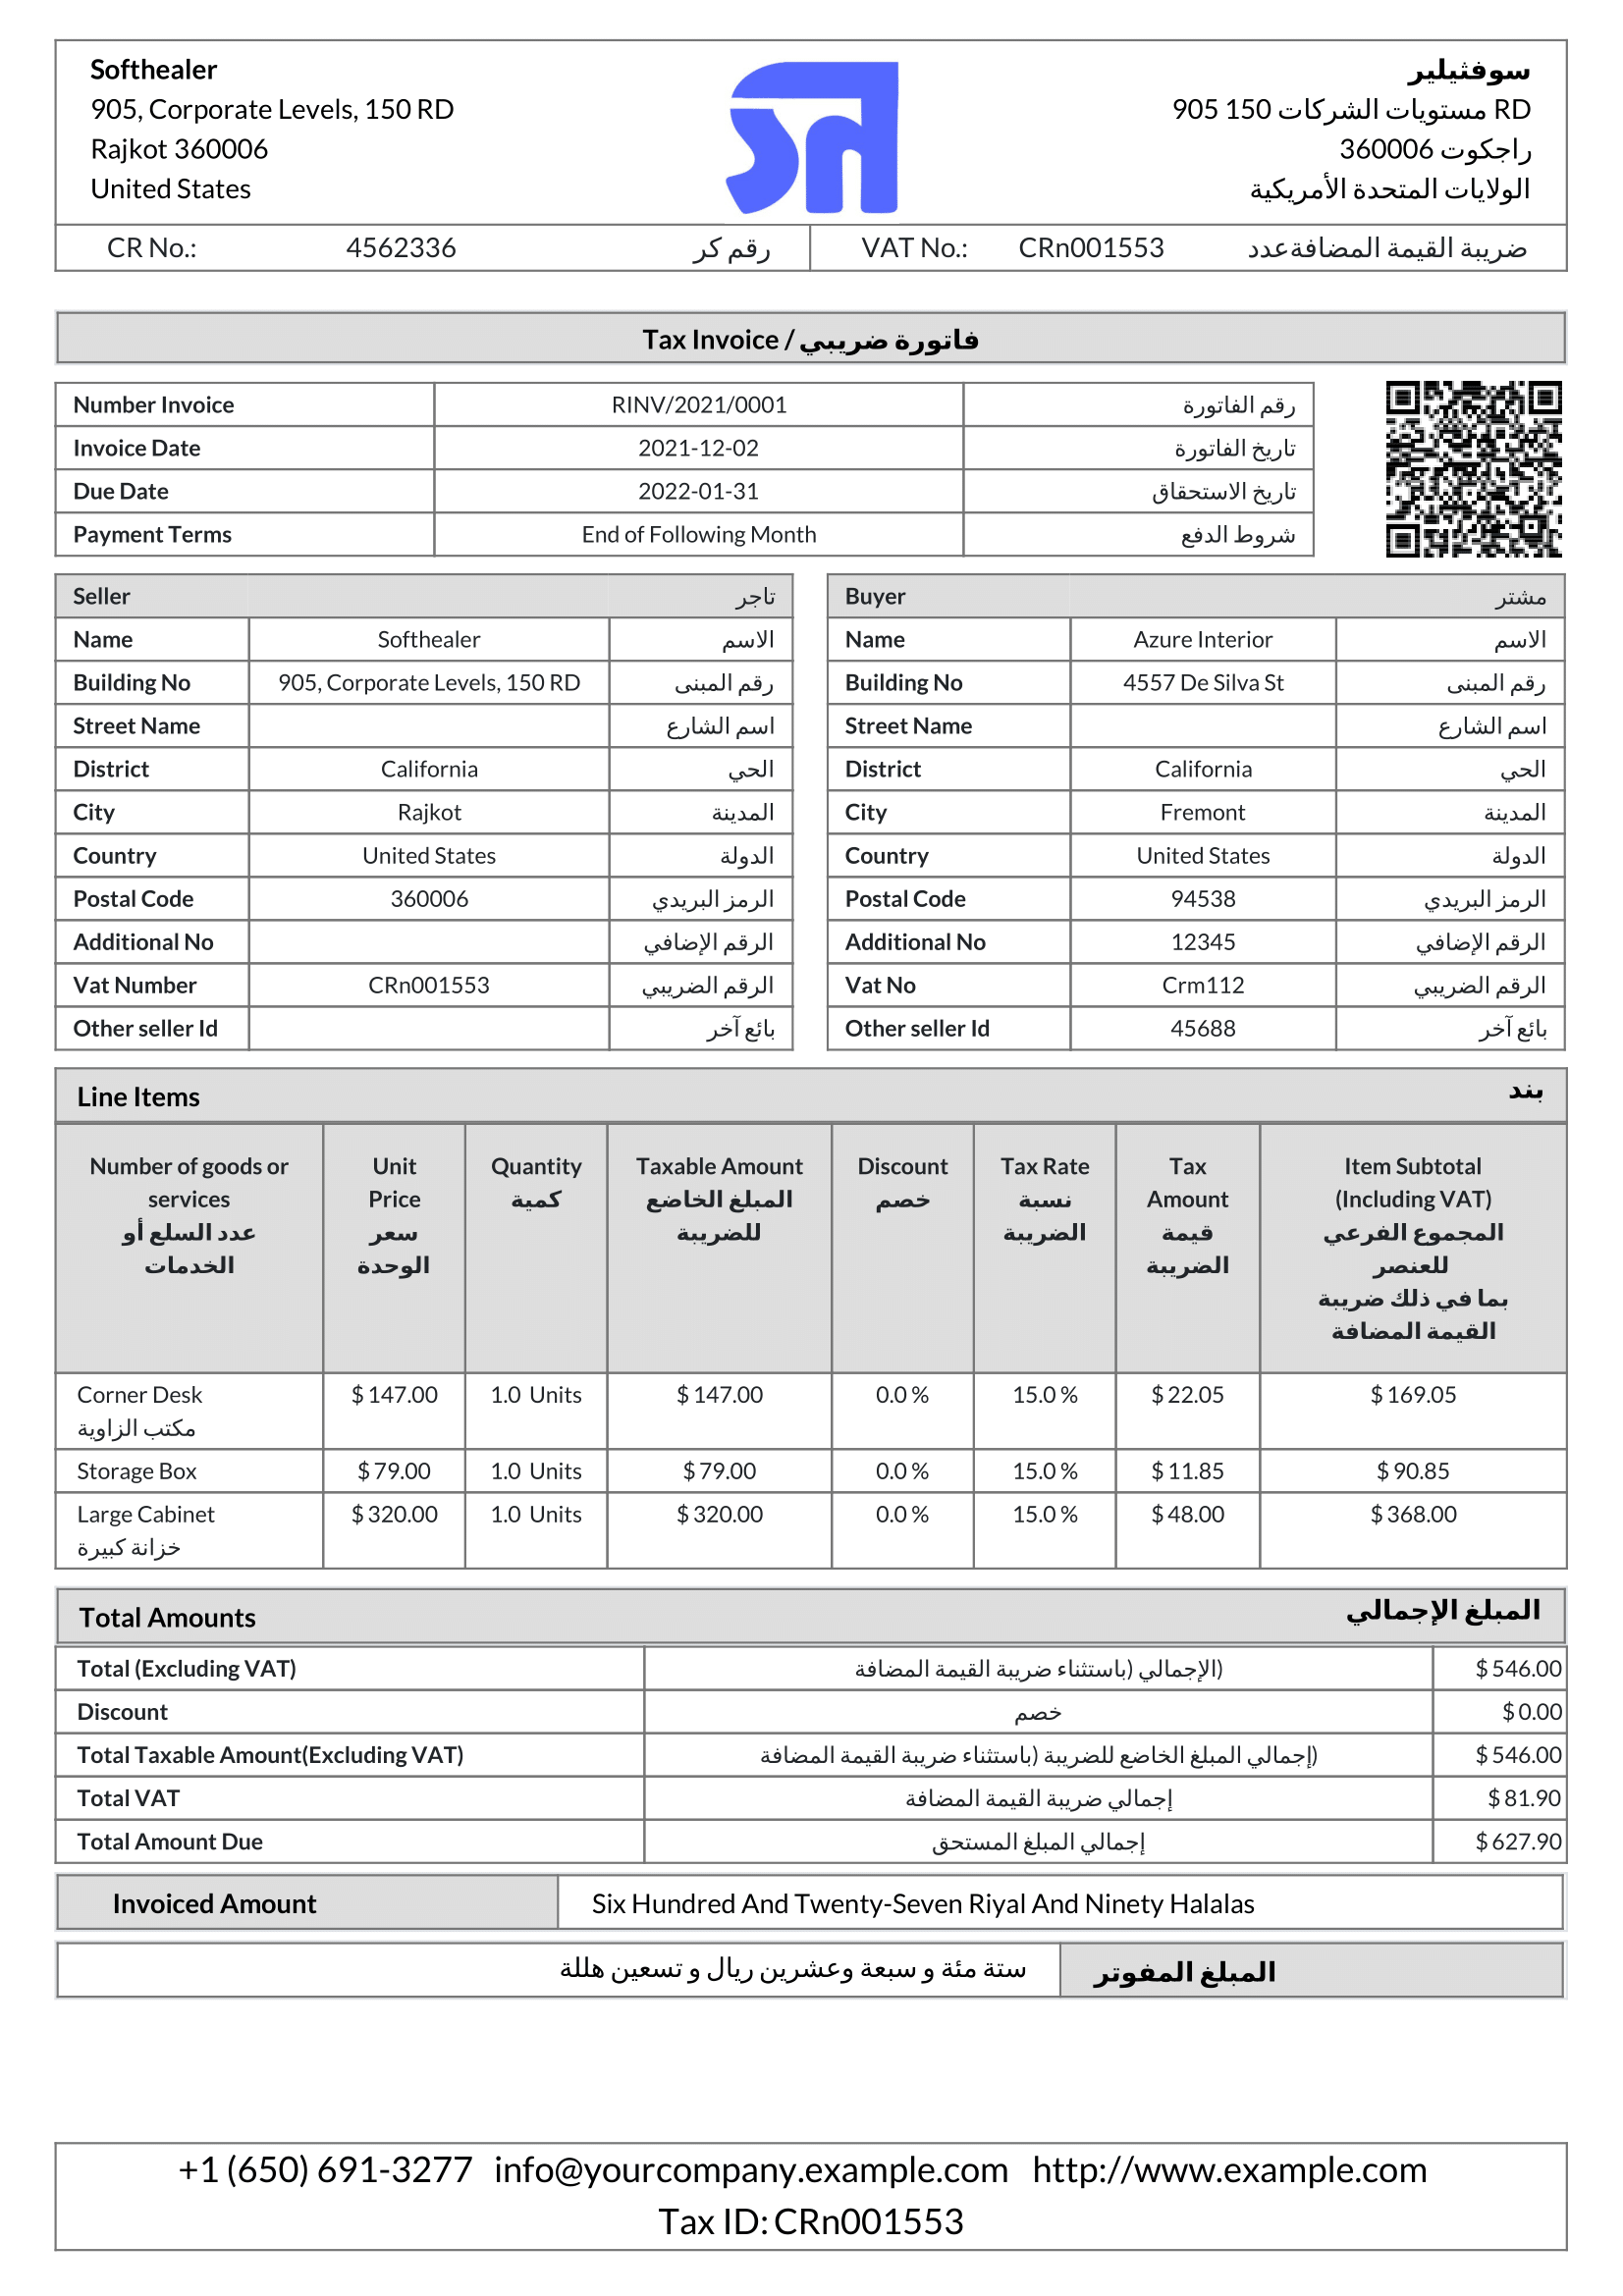 Softhealer
905, Corporate Levels, 150 RD
Rajkot 360006
United States
سوفثيلير
905 مستويات الشركات 150 RD
راجكوت 360006
الولايات المتحدة الأمريكية
CR No.: 4562336 رقم كر VAT No.: CRn001553 ضريبة القيمة المضافةعدد
Tax Invoice / فاتورة ضريبي
Number Invoice RINV/2021/0001 رقم الفاتورة
Invoice Date 2021-12-02 تاريخ الفاتورة
Due Date 2022-01-31 تاريخ الاستحقاق
Payment Terms End of Following Month شروط الدفع
Seller تاجر
Name Softhealer الاسم
Building No 905, Corporate Levels, 150 RD رقم المبنى
Street Name اسم الشارع
District California الحي
City Rajkot المدينة
Country United States الدولة
Postal Code 360006 الرمز البريدي
Additional No الرقم الإضافي
Vat Number CRn001553 الرقم الضريبي
Other seller Id بائع آخر
Buyer مشتر
Name Azure Interior الاسم
Building No 4557 De Silva St رقم المبنى
Street Name اسم الشارع
District California الحي
City Fremont المدينة
Country United States الدولة
Postal Code 94538 الرمز البريدي
Additional No 12345 الرقم الإضافي
Vat No Crm112 الرقم الضريبي
Other seller Id 45688 بائع آخر
Line Items بند
Number of goods or
services
عدد السلع أو
الخدمات
Unit
Price
سعر
الوحدة
Quantity
كمية
Taxable Amount
المبلغ الخاضع
للضريبة
Discount
خصم
Tax Rate
نسبة
الضريبة
Tax
Amount
قيمة
الضريبة
Item Subtotal
(Including VAT)
المجموع الفرعي
للعنصر
بما في ذلك ضريبة
القيمة المضافة
Corner Desk $ 147.00 1.0 Units $ 147.00 0.0 % 15.0 % $ 22.05 $ 169.05
مكتب الزاوية
Storage Box $ 79.00 1.0 Units $ 79.00 0.0 % 15.0 % $ 11.85 $ 90.85
Large Cabinet $ 320.00 1.0 Units $ 320.00 0.0 % 15.0 % $ 48.00 $ 368.00
خزانة كبيرة
Total Amounts المبلغ الإجمالي
Total (Excluding VAT) الإجمالي (باستثناء ضريبة القيمة المضافة) $ 546.00
Discount خصم $ 0.00
Total Taxable Amount(Excluding VAT) إجمالي المبلغ الخاضع للضريبة (باستثناء ضريبة القيمة المضافة) $ 546.00
Total VAT إجمالي ضريبة القيمة المضافة $ 81.90
Total Amount Due إجمالي المبلغ المستحق $ 627.90
Invoiced Amount Six Hundred And Twenty-Seven Riyal And Ninety Halalas
المبلغ المفوتر ستة مئة و سبعة وعشرين ريال و تسعين هللة
+1 (650) 691-3277 info@yourcompany.example.com http://www.example.com
Tax ID: CRn001553